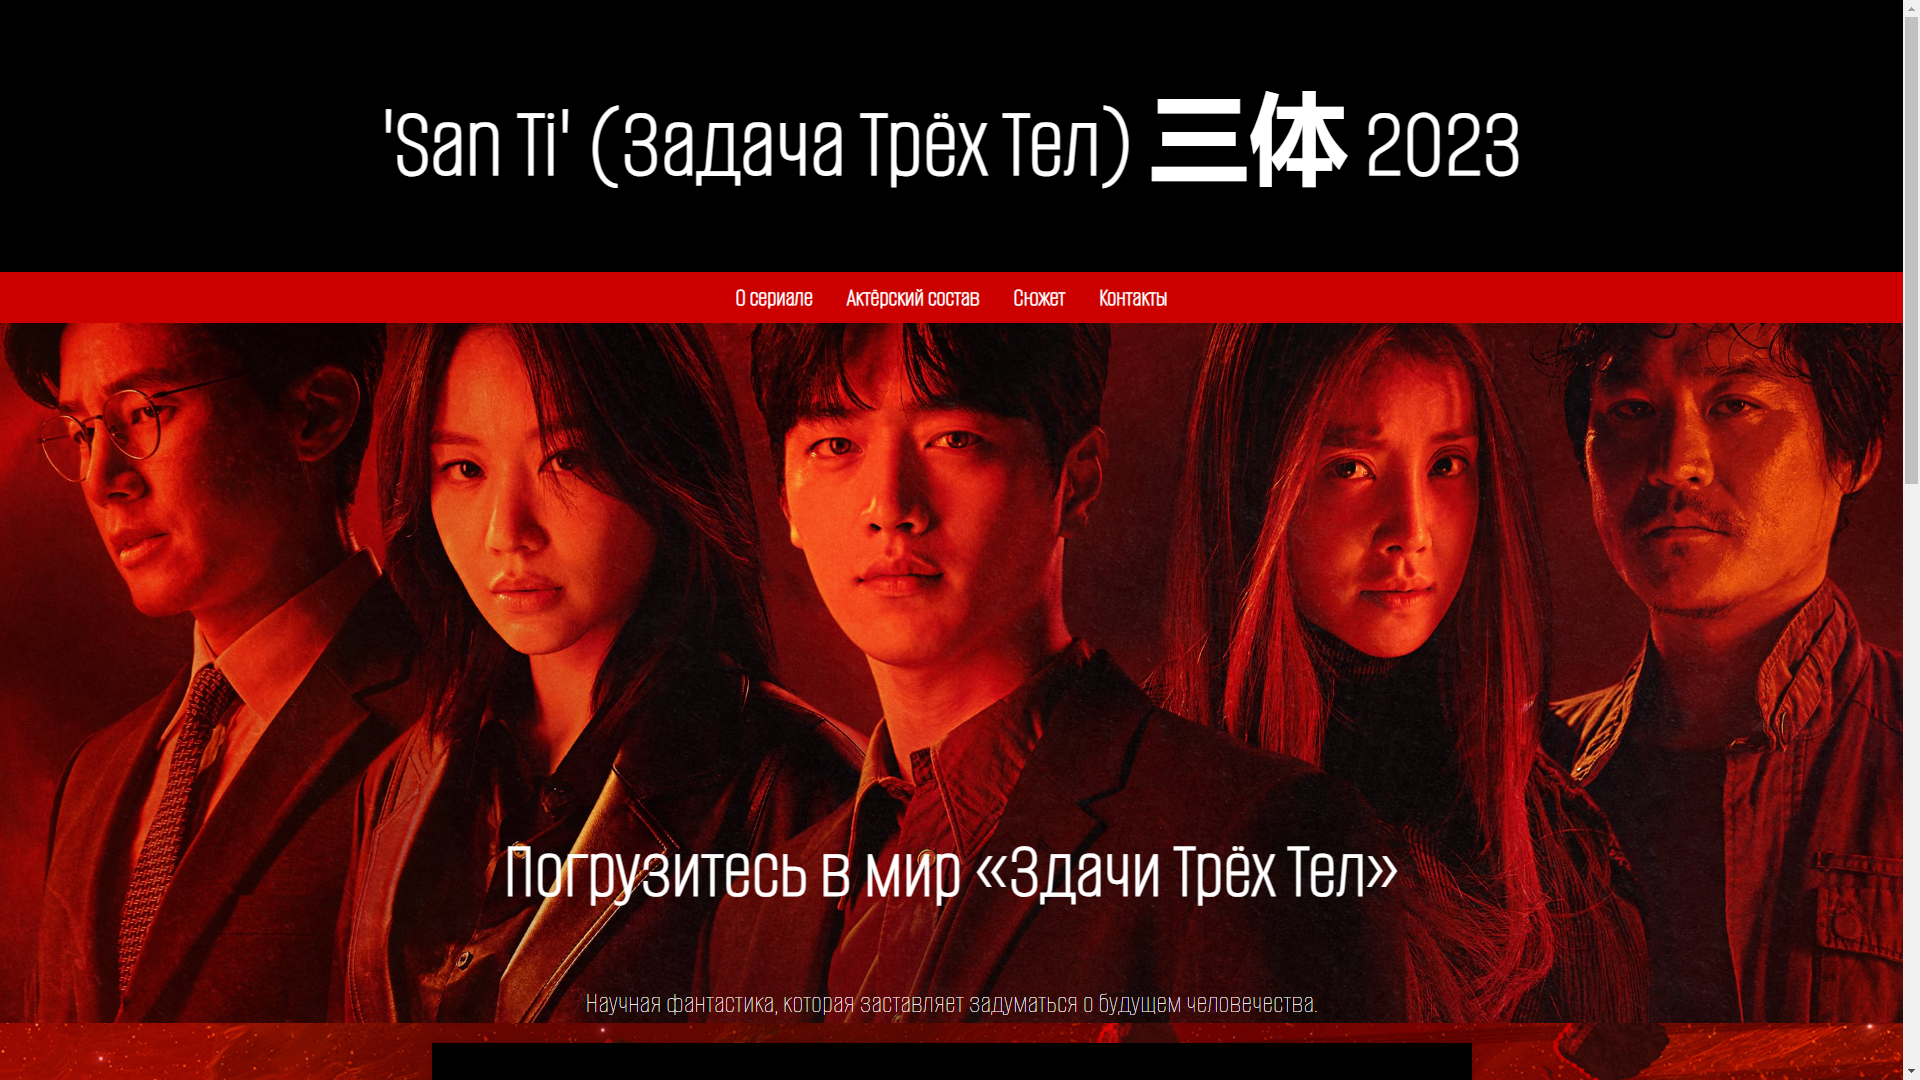 'San Ti' (Задача Трёх Тел) 三体 2023
О сериале Актёрский состав Сюжет Контакты
Погрузитесь в мир «Здачи Трёх Тел»
Научная фантастика, которая заставляет задуматься о будущем человечества.